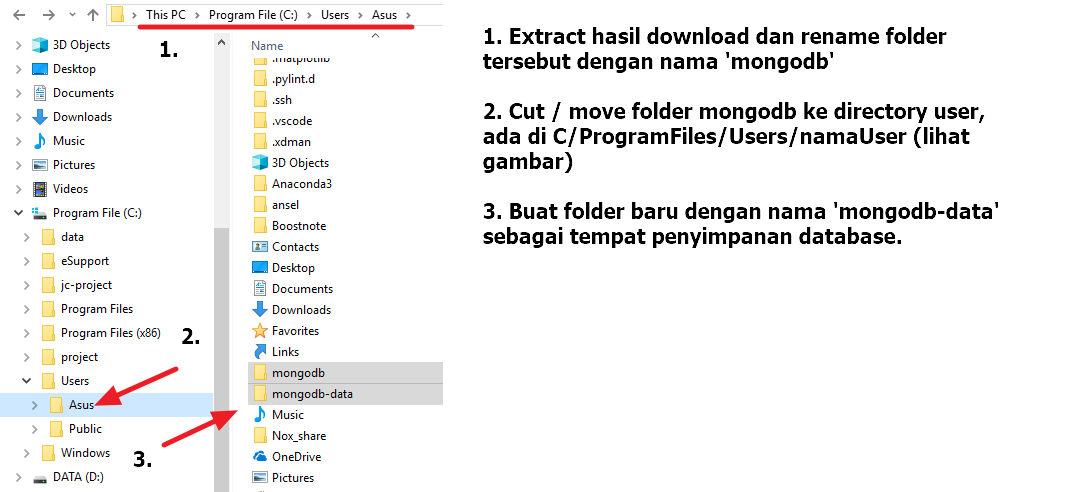 This PC > Program File (C:) > Users > Asus >
1.
3D Objects
Desktop
Documents
Downloads
Music
Pictures
Videos
Program File (C:)
data
eSupport
jc-project
Program Files
Program Files (x86)
2.
project
Users
Asus
Public
3.
Windows
DATA (D:)
Name
.matplotlib
.pylint.d
.ssh
.vscode
.xdman
3D Objects
Anaconda3
ansel
Boostnote
Contacts
Desktop
Documents
Downloads
Favorites
Links
mongodb
mongodb-data
Music
Nox_share
OneDrive
Pictures
1. Extract hasil download dan rename folder
tersebut dengan nama 'mongodb'
2. Cut / move folder mongodb ke directory user,
ada di C/ProgramFiles/Users/namaUser (lihat
gambar)
3. Buat folder baru dengan nama 'mongodb-data'
sebagai tempat penyimpanan database.